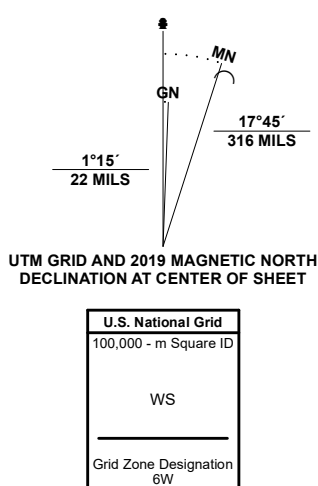 MN
GN
17°45´
316 MILS
1°15´
22 MILS
UTM GRID AND 2019 MAGNETIC NORTH
DECLINATION AT CENTER OF SHEET
U.S. National Grid
100,000 - m Square ID
WS
Grid Zone Designation
6W